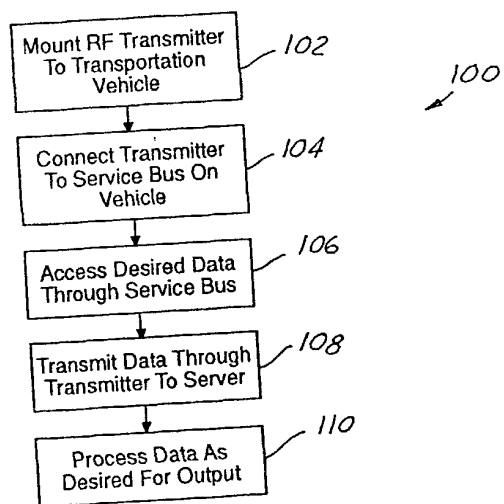 Mount RF Transmitter
To Transportation
Vehicle
102
100
Connect Transmitter
To Service Bus On
Vehicle
104
Access Desired Data
Through Service Bus
106
Transmit Data Through
Transmitter To Server
108
Process Data As
Desired For Output
110